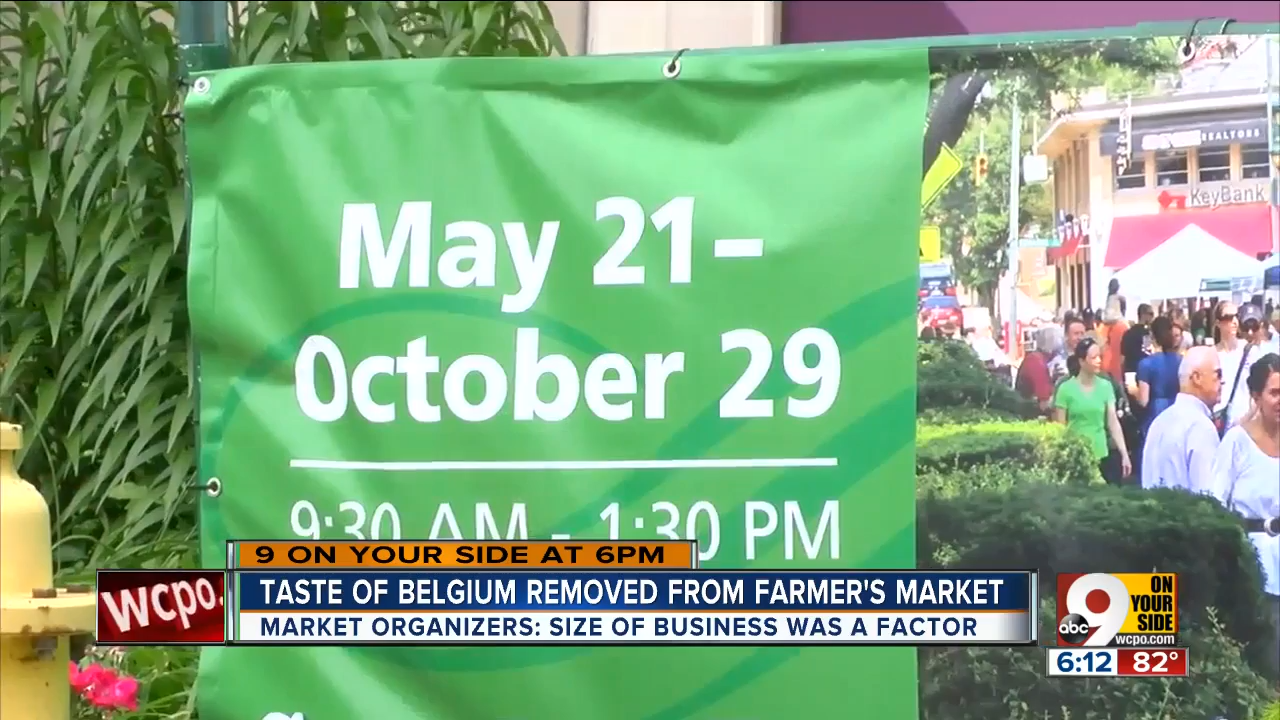 May 21–
October 29
9:30 AM - 1:30 PM
REALTORS
KeyBank
9 ON YOUR SIDE AT 6PM
wcpo.
TASTE OF BELGIUM REMOVED FROM FARMER'S MARKET
MARKET ORGANIZERS: SIZE OF BUSINESS WAS A FACTOR
abc 9 ON
YOUR
SIDE
wcpo.com
6:12 82°